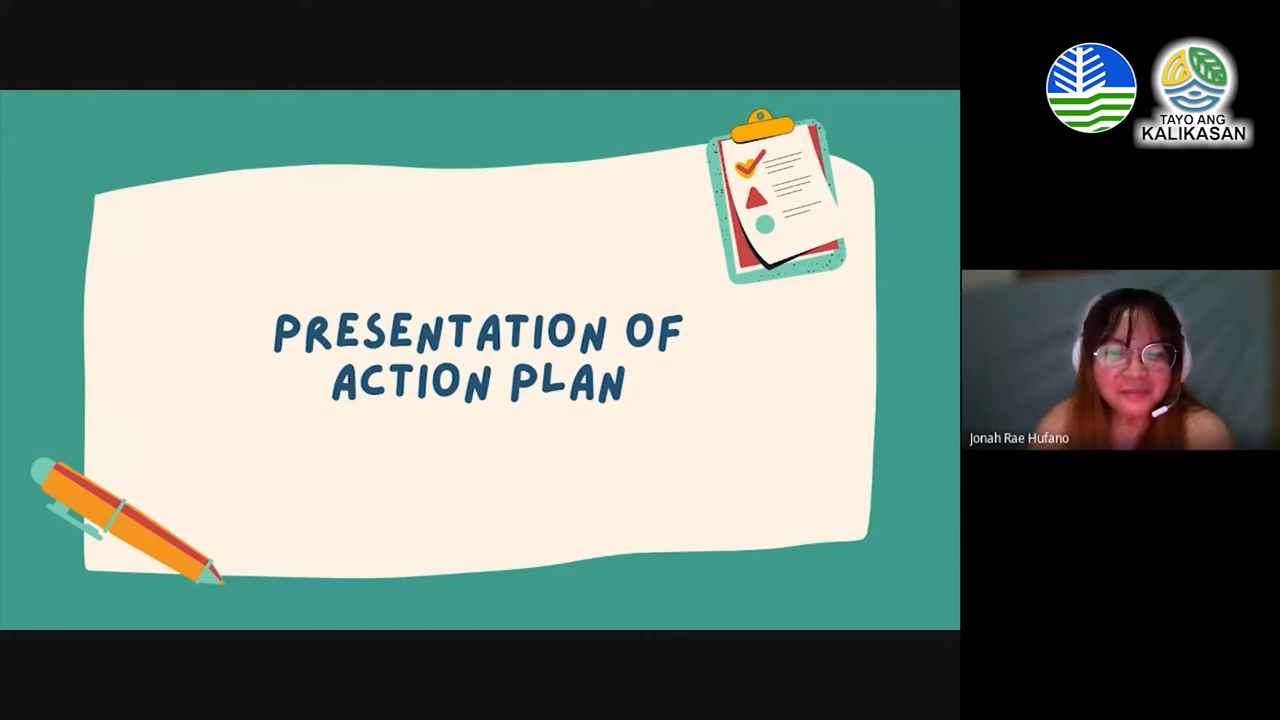 PRESENTATION OF
ACTION PLAN
TAYO ANG
KALIKASAN
Jonah Rae Hufano